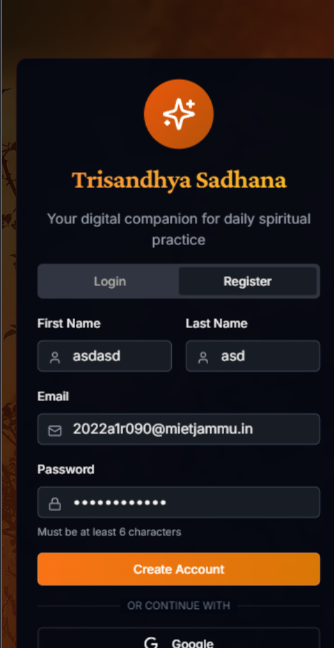 Trisandhya Sadhana
Your digital companion for daily spiritual
practice
Login Register
First Name Last Name
asdasd asd
Email
2022a1r090@mietjammu.in
Password
••••••••••••
Must be at least 6 characters
Create Account
OR CONTINUE WITH
G Google